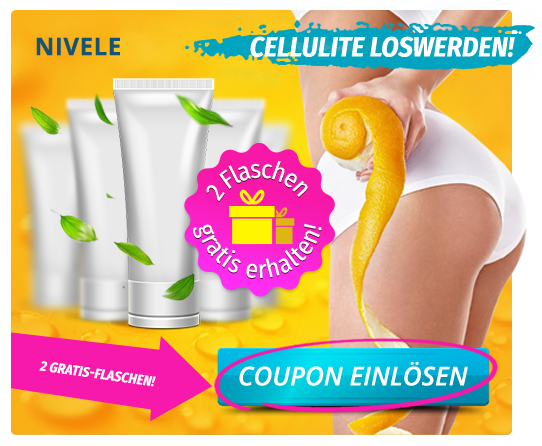 NIVELE
CELLULITE LOSWERDEN!
2 Flaschen
gratis erhalten!
2 GRATIS-FLASCHEN!
COUPON EINLÖSEN